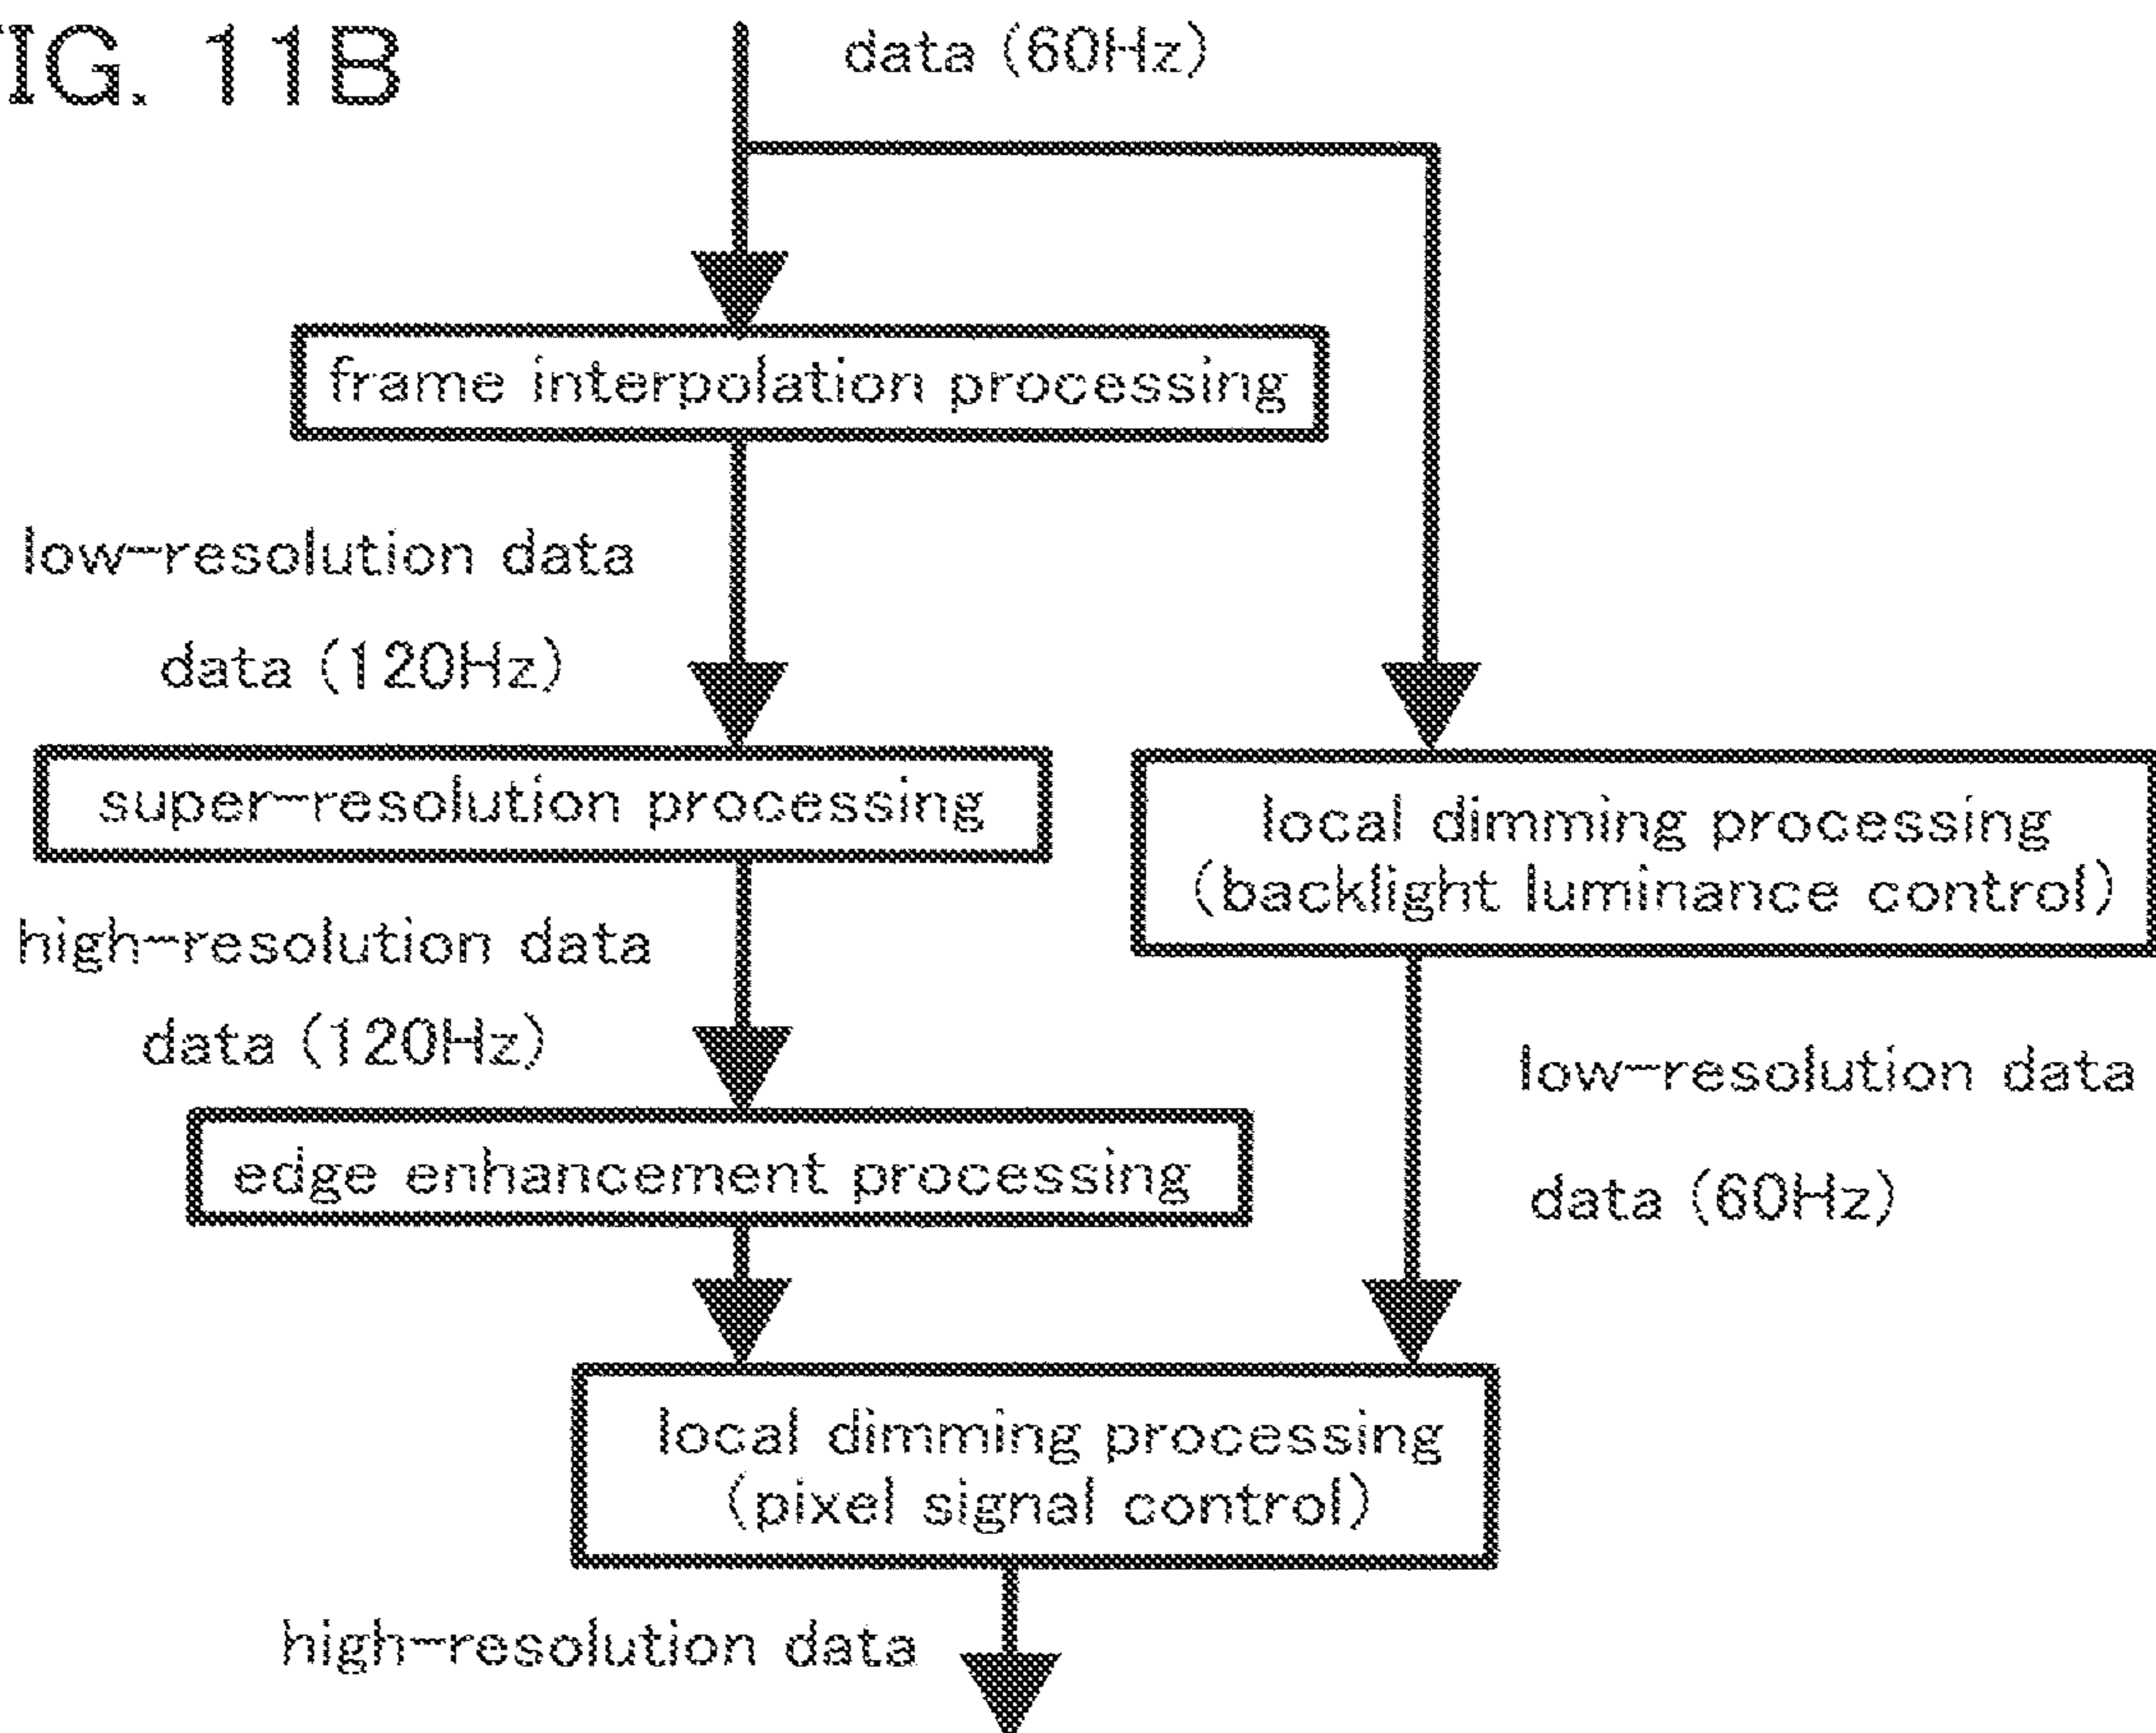 FIG. 11B
data (60Hz)
frame interpolation processing
low-resolution data
data (120Hz)
super-resolution processing
local dimming processing
(backlight luminance control)
high-resolution data
data (120Hz)
low-resolution data
data (60Hz)
edge enhancement processing
local dimming processing
(pixel signal control)
high-resolution data